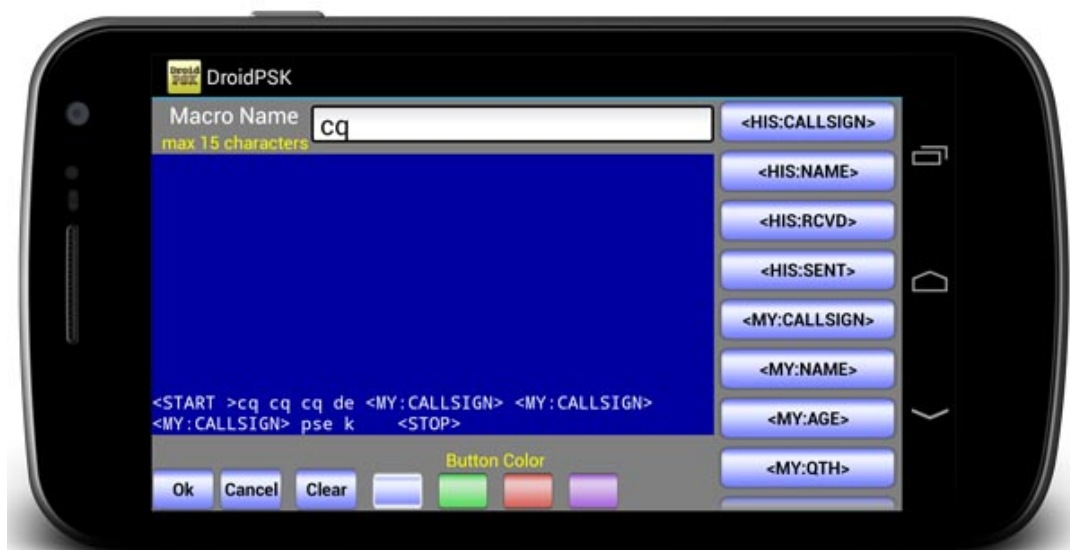 Droid
PSK
DroidPSK
Macro Name
max 15 characters
cq
<START >cq cq cq de <MY:CALLSIGN> <MY:CALLSIGN>
<MY:CALLSIGN> pse k    <STOP>
Button Color
Ok
Cancel
Clear
<HIS:CALLSIGN>
<HIS:NAME>
<HIS:RCVD>
<HIS:SENT>
<MY:CALLSIGN>
<MY:NAME>
<MY:AGE>
<MY:QTH>